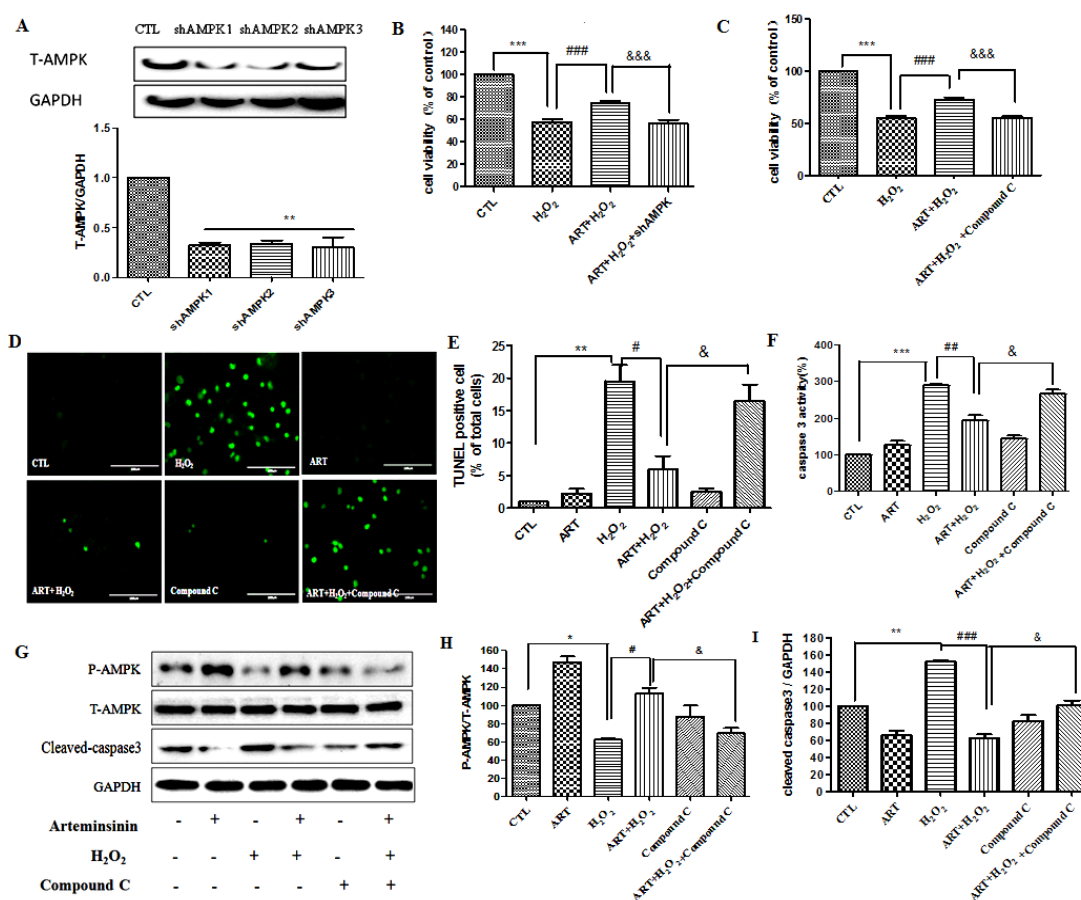 A
CTL shAMPK1 shAMPK2 shAMPK3
T-AMPK
GAPDH
T-AMPK/GAPDH
1.5
1.0
0.5
0.0
**
CTL
shAMPK1
shAMPK2
shAMPK3
B
cell viability (% of control)
140
120
100
80
60
40
20
0
*** ### &&&
CTL
H₂O₂
ART+H₂O₂
ART+H₂O₂+shAMPK
C
cell viability (% of control)
150
100
50
0
*** ### &&&
CTL
H₂O₂
ART+H₂O₂
ART+H₂O₂+Compound C
D
CTL
H₂O₂
ART
ART+ H₂O₂
Compound C
ART+H₂O₂+Compound C
E
TUNEL positive cell
(% of total cells)
25
20
15
10
5
0
** # &
CTL
ART
H₂O₂
ART+H₂O₂
Compound C
ART+H₂O₂+Compound C
F
caspase 3 activity(%)
400
300
200
100
0
*** ## &
CTL
ART
H₂O₂
ART+H₂O₂
Compound C
ART+H₂O₂ +Compound C
G
P-AMPK
T-AMPK
Cleaved-caspase3
GAPDH
Arteminsinin - + - + - +
H₂O₂ - - + + - +
Compound C - - - - + +
H
P-AMPK/T-AMPK
160
140
120
100
80
60
40
20
0
* # &
CTL
ART
H₂O₂
ART+H₂O₂
Compound C
ART+H₂O₂+Compound C
I
cleaved caspase3 / GAPDH
180
160
140
120
100
80
60
40
20
0
** ### &
CTL
ART
H₂O₂
ART+H₂O₂
Compound C
ART+H₂O₂ +Compound C